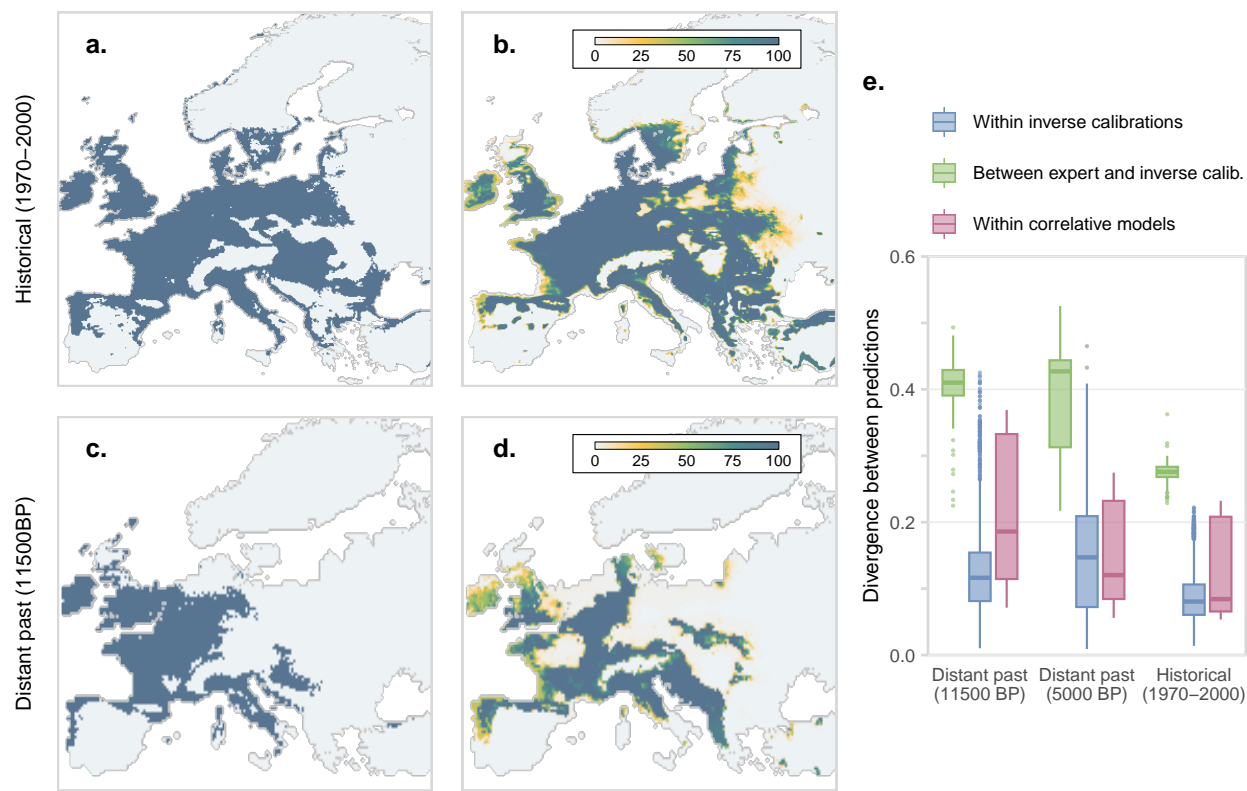 a.
b.
0 25 50 75 100
Historical (1970−2000)
c.
d.
0 25 50 75 100
Distant past (11500BP)
e.
Within inverse calibrations
Between expert and inverse calib.
Within correlative models
Divergence between predictions
0.6
0.4
0.2
0.0
Distant past
(11500 BP)
Distant past
(5000 BP)
Historical
(1970−2000)